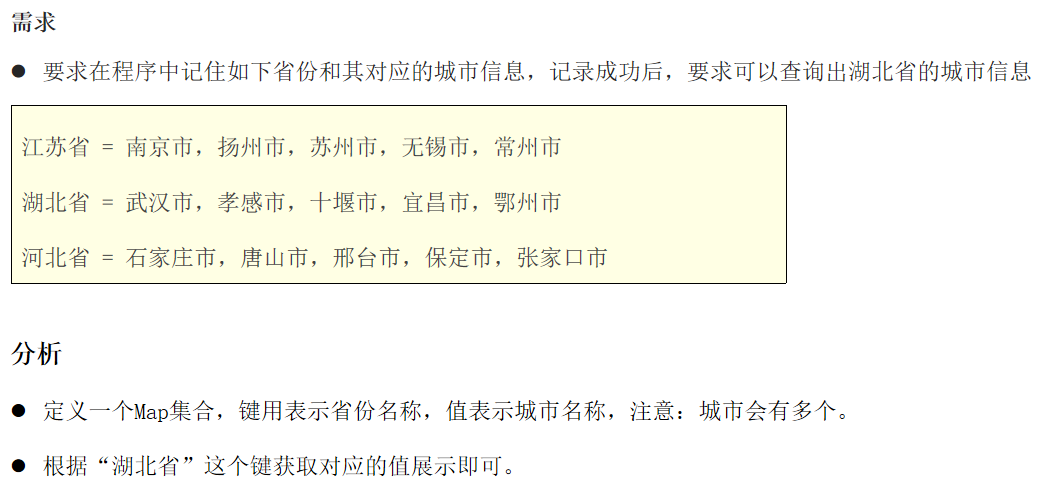 需求
● 要求在程序中记住如下省份和其对应的城市信息，记录成功后，要求可以查询出湖北省的城市信息
江苏省 = 南京市，扬州市，苏州市，无锡市，常州市
湖北省 = 武汉市，孝感市，十堰市，宜昌市，鄂州市
河北省 = 石家庄市，唐山市，邢台市，保定市，张家口市
分析
● 定义一个Map集合，键用表示省份名称，值表示城市名称，注意：城市会有多个。
● 根据“湖北省”这个键获取对应的值展示即可。